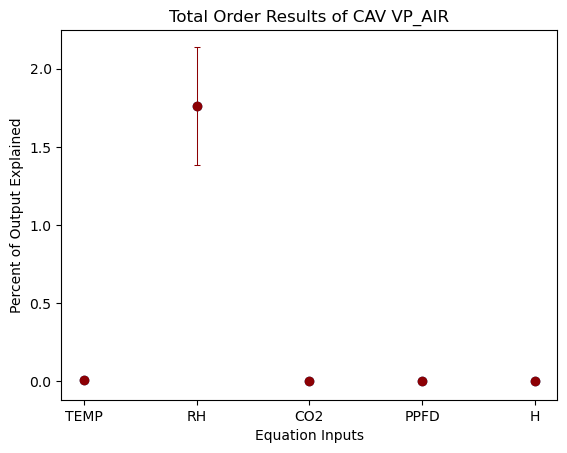 Total Order Results of CAV VP_AIR
Percent of Output Explained
2.0
1.5
1.0
0.5
0.0
TEMP RH CO2 PPFD H
Equation Inputs